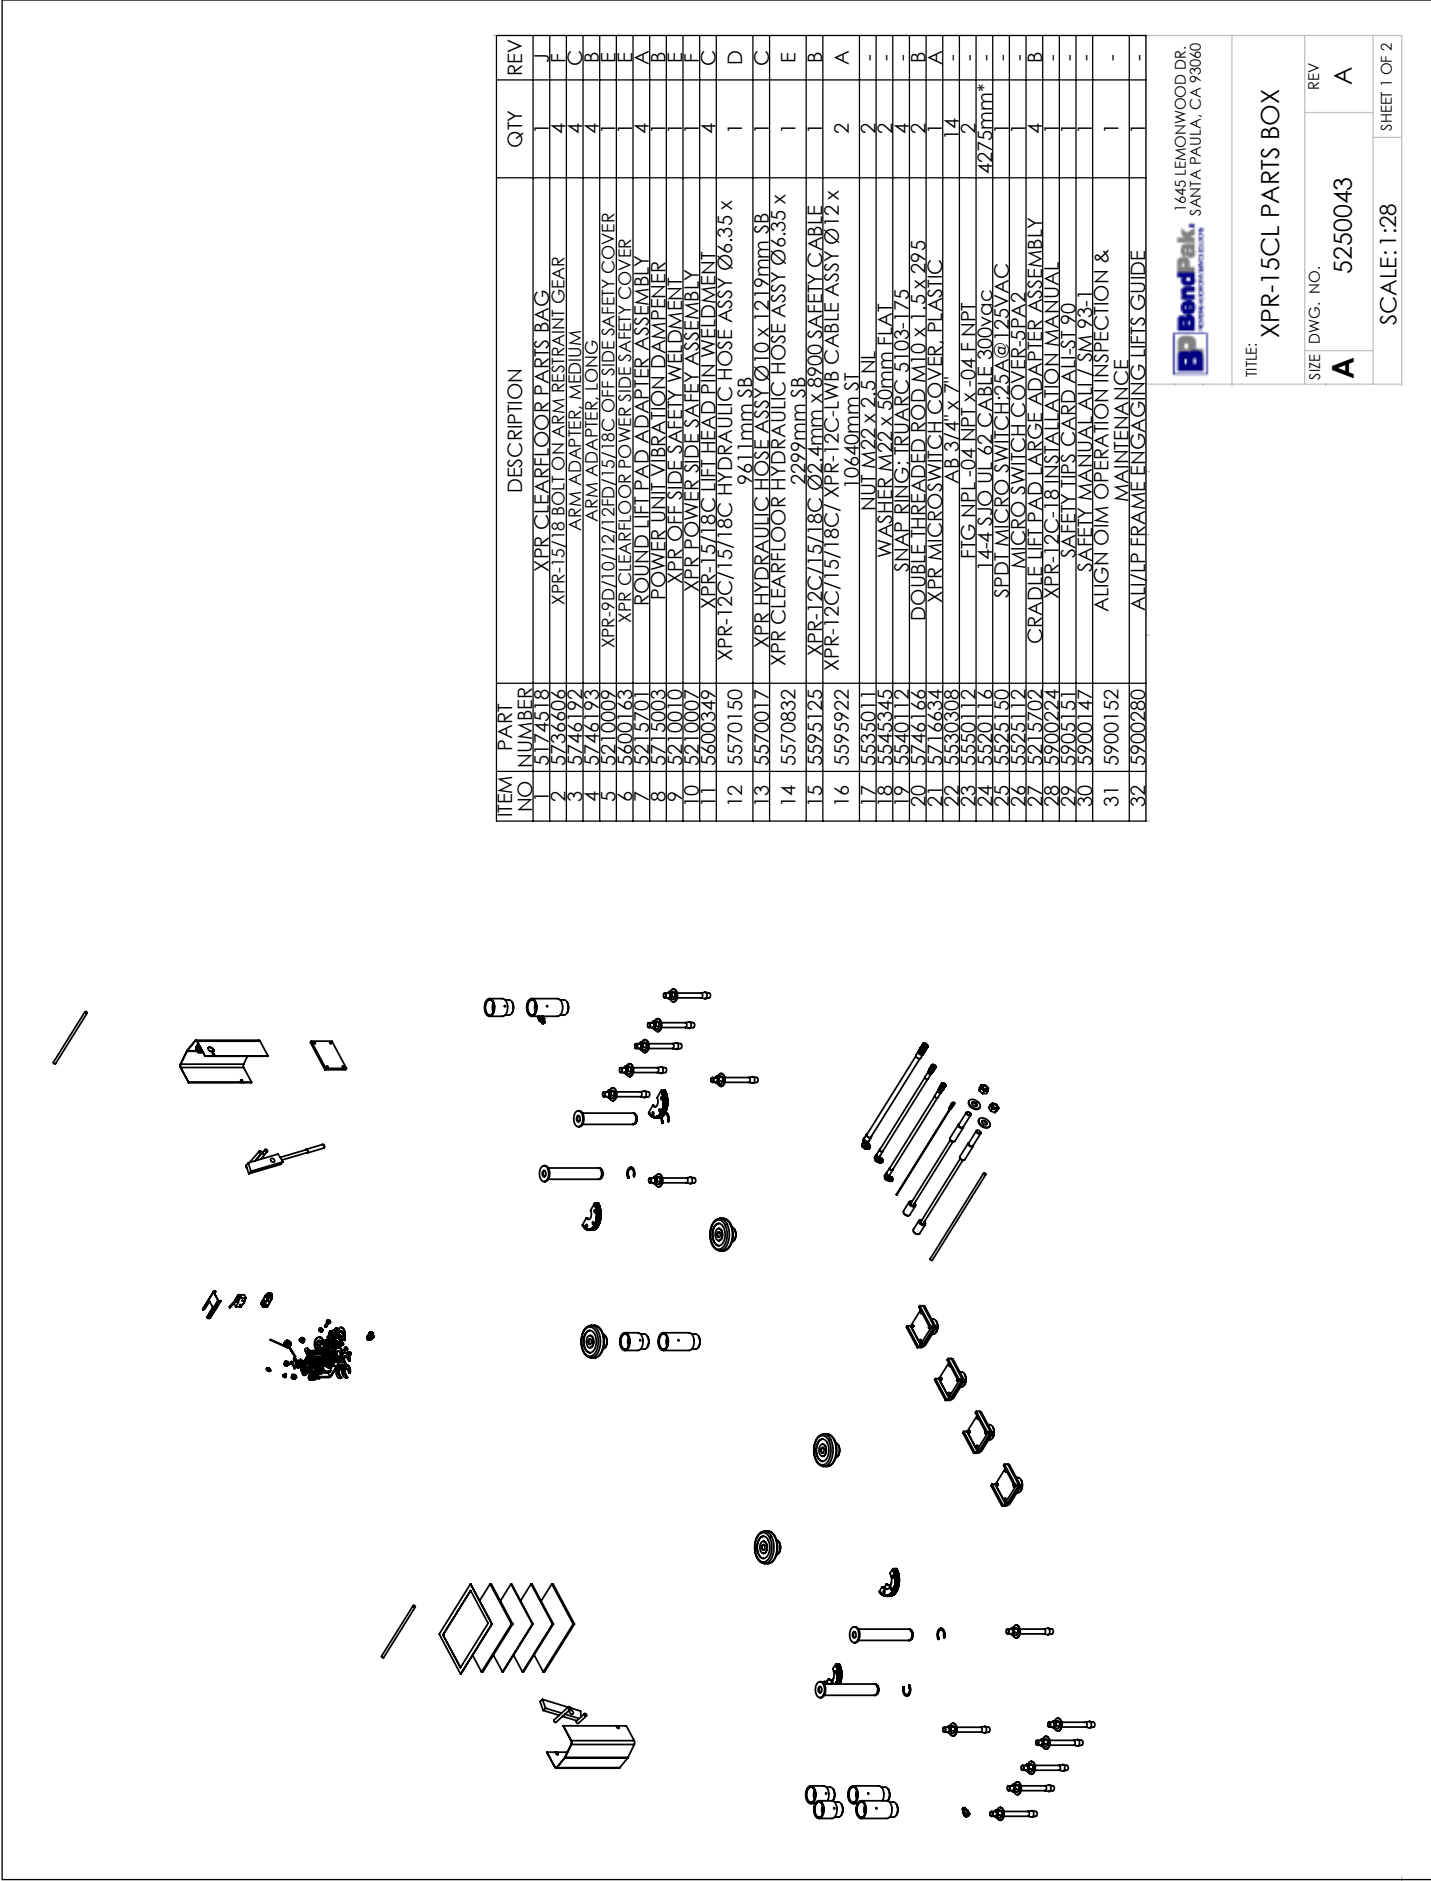 ITEM NO PART NUMBER DESCRIPTION QTY REV
1 5174518 XPR CLEARFLOOR PARTS BAG 1 J
2 5736606 XPR-15/18 BOLT ON ARM RESTRAINT GEAR 4 F
3 5746192 ARM ADAPTER, MEDIUM 4 C
4 5746193 ARM ADAPTER, LONG 4 B
5 5210009 XPR-9D/10/12/12FD/15/18C OFF SIDE SAFETY COVER 1 E
6 5600163 XPR CLEARFLOOR POWER SIDE SAFETY COVER 1 E
7 5215701 ROUND LIFT PAD ADAPTER ASSEMBLY 4 A
8 5715003 POWER UNIT VIBRATION DAMPENER 1 B
9 5210010 XPR OFF SIDE SAFETY WELDMENT 1 E
10 5210007 XPR POWER SIDE SAFEY ASSEMBLY 1 F
11 5600349 XPR-15/18C LIFT HEAD PIN WELDMENT 4 C
12 5570150 XPR-12C/15/18C HYDRAULIC HOSE ASSY Ø6.35 x 1 D
9611mm SB
13 5570017 XPR HYDRAULIC HOSE ASSY Ø10 x 1219mm SB 1 C
14 5570832 XPR CLEARFLOOR HYDRAULIC HOSE ASSY Ø6.35 x 1 E
2299mm SB
15 5595125 XPR-12C/15/18C Ø2.4mm x 8900 SAFETY CABLE 1 B
16 5595922 XPR-12C/15/18C/ XPR-12C-LWB CABLE ASSY Ø12 x 2 A
10640mm ST
17 5535011 NUT M22 x 2.5 NL 2 -
18 5545345 WASHER M22 x 50mm FLAT 2 -
19 5540112 SNAP RING; TRUARC 5103-175 4 -
20 5746166 DOUBLE THREADED ROD M10 x 1.5 x 295 2 B
21 5716634 XPR MICROSWITCH COVER, PLASTIC 1 A
22 5530308 AB 3/4" x 7" 14 -
23 5550112 FTG NPL -04 NPT x -04 F NPT 2 -
24 5520116 14-4 SJO UL 62 CABLE 300vac 4275mm* -
25 5525150 SPDT MICRO SWITCH:25A@125VAC 1 -
26 5525112 MICRO SWITCH COVER-5PA2 1 -
27 5215702 CRADLE LIFT PAD LARGE ADAPTER ASSEMBLY 4 B
28 5900224 XPR-12C-18 INSTALLATION MANUAL 1 -
29 5905151 SAFETY TIPS CARD ALI-ST 90 1 -
30 5900147 SAFETY MANUAL ALI / SM 93-1 1 -
31 5900152 ALIGN OIM OPERATION INSPECTION & 1 -
MAINTENANCE
32 5900280 ALI/LP FRAME ENGAGING LIFTS GUIDE 1 -
BP BendPak.
1645 LEMONWOOD DR.
SANTA PAULA, CA 93060
TITLE:
XPR-15CL PARTS BOX
SIZE DWG. NO. REV
A 5250043 A
SCALE: 1:28 SHEET 1 OF 2